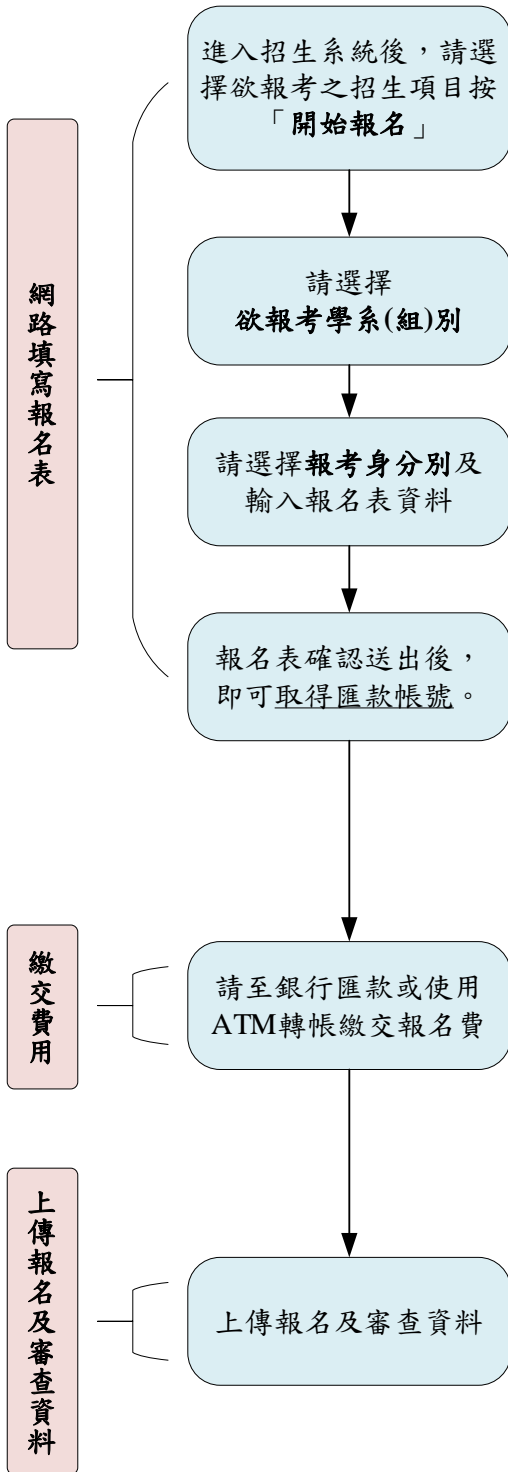 網路填寫報名表
進入招生系統後，請選
擇欲報考之招生項目按
「開始報名」
請選擇
欲報考學系(組)別
請選擇報考身分別及
輸入報名表資料
報名表確認送出後，
即可取得匯款帳號。
繳交費用
請至銀行匯款或使用
ATM轉帳繳交報名費
上傳報名及審查資料
上傳報名及審查資料